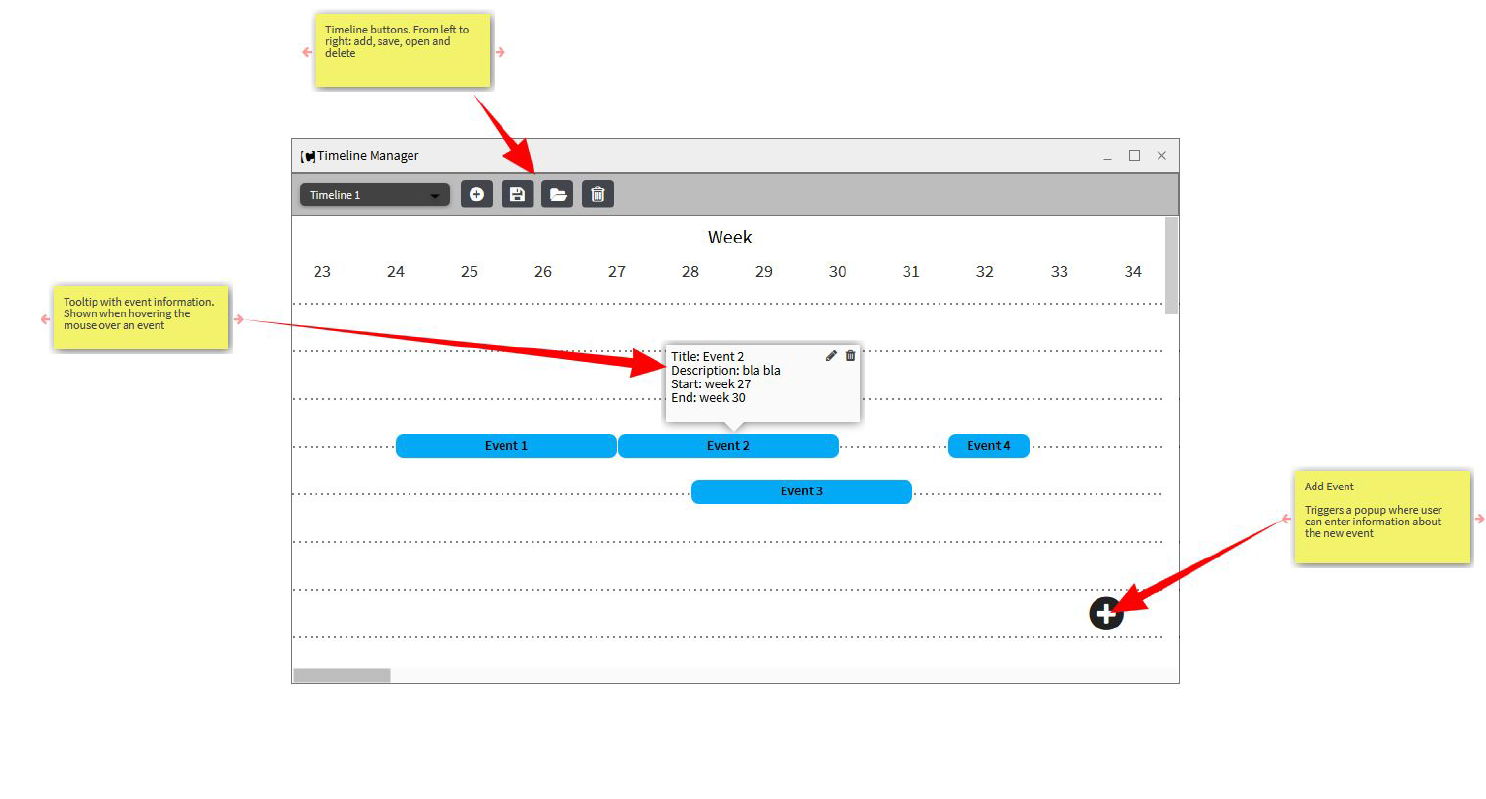 Timeline buttons. From left to
right: add, save, open and
delete
Timeline Manager
Timeline 1
Week
23 24 25 26 27 28 29 30 31 32 33 34
Tooltip with event information.
Shown when hovering the
mouse over an event
Title: Event 2
Description: bla bla
Start: week 27
End: week 30
Event 1 Event 2 Event 4
Event 3
Add Event
Triggers a popup where user
can enter information about
the new event